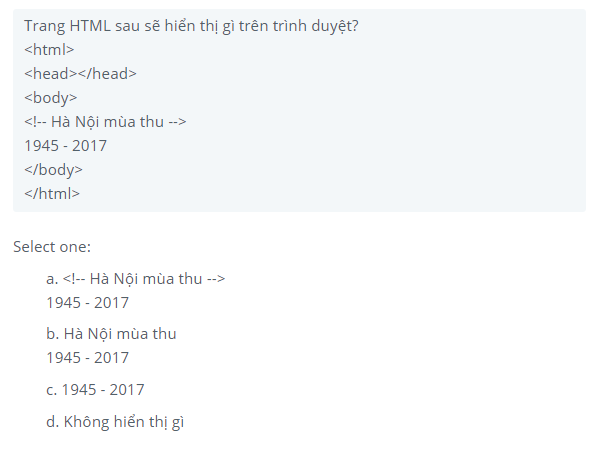 Trang HTML sau sẽ hiển thị gì trên trình duyệt?
<html>
<head></head>
<body>
<!-- Hà Nội mùa thu -->
1945 - 2017
</body>
</html>
Select one:
a. <!-- Hà Nội mùa thu -->
1945 - 2017
b. Hà Nội mùa thu
1945 - 2017
c. 1945 - 2017
d. Không hiển thị gì